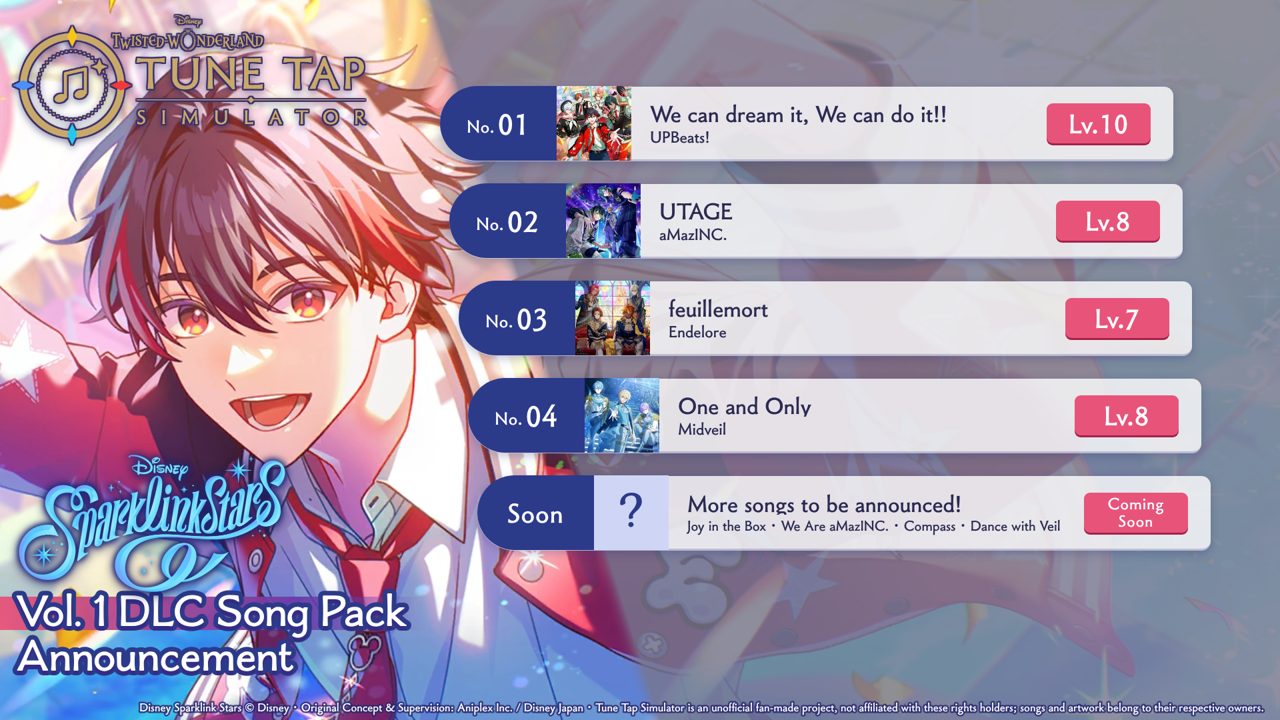 Disney
TWISTED-WONDERLAND
TUNE TAP
SIMULATOR
No. 01
We can dream it, We can do it!!
UPBeats!
Lv.10
No. 02
UTAGE
aMazINC.
Lv.8
No. 03
feuillemort
Endelore
Lv.7
No. 04
One and Only
Midveil
Lv.8
Soon
?
More songs to be announced!
Joy in the Box・We Are aMazINC.・Compass・Dance with Veil
Coming
Soon
Disney
SparklinkStars
Vol. 1 DLC Song Pack
Announcement
Disney Sparklink Stars © Disney・Original Concept & Supervision: Aniplex Inc. / Disney Japan・Tune Tap Simulator is an unofficial fan-made project, not affiliated with these rights holders; songs and artwork belong to their respective owners.